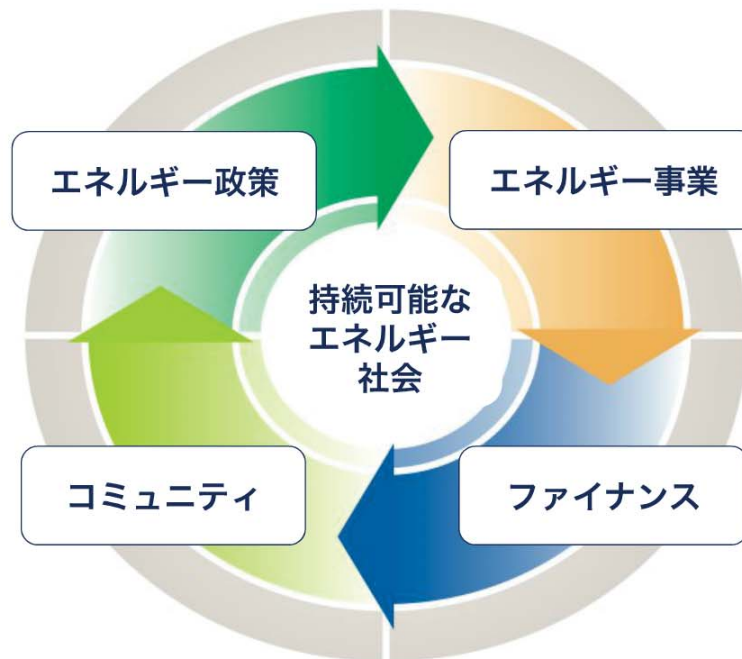 エネルギー政策
エネルギー事業
持続可能な
エネルギー
社会
コミュニティ
ファイナンス